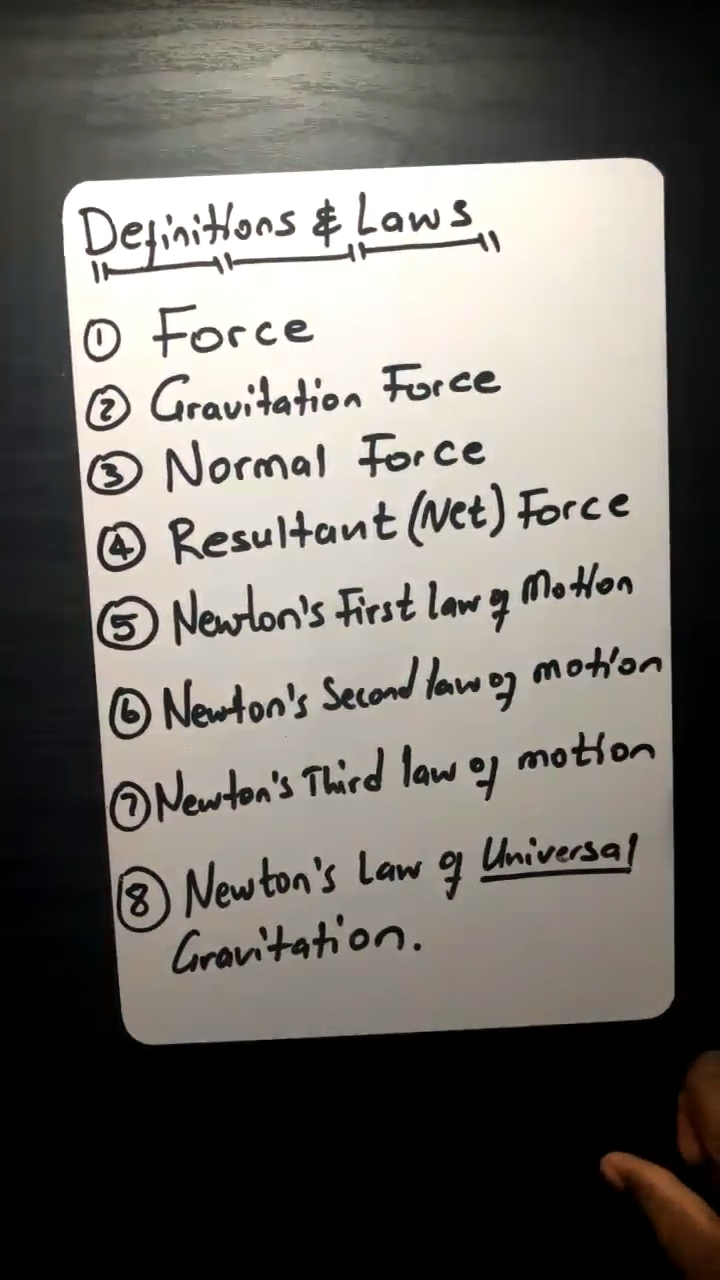 Definitions & Laws
① Force
② Gravitation Force
③ Normal Force
④ Resultant (Net) Force
⑤ Newton's First law of Motion
⑥ Newton's Second law of motion
⑦ Newton's Third law of motion
⑧ Newton's Law of Universal
Gravitation.